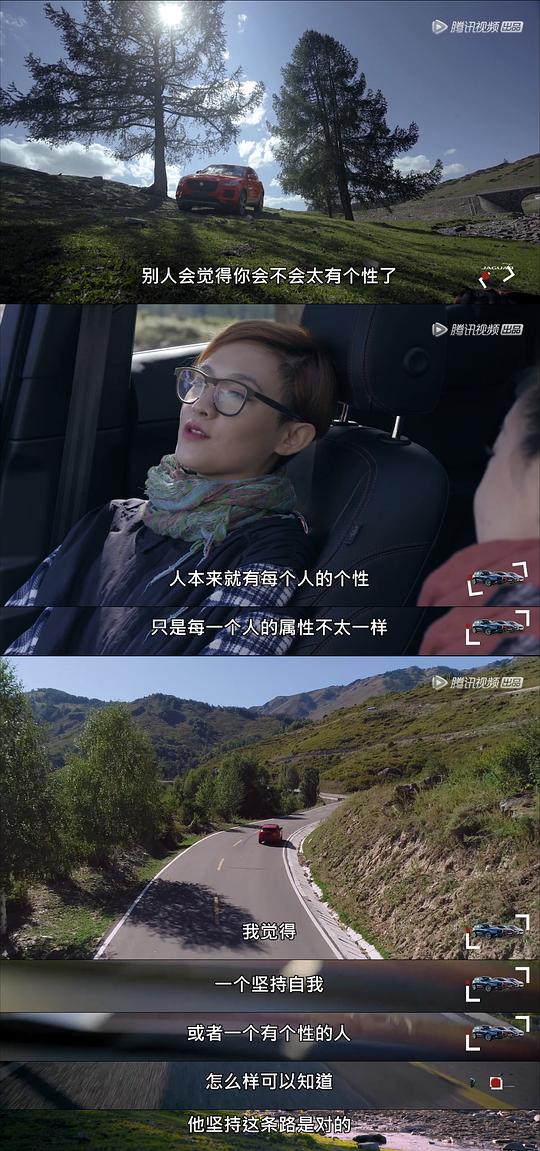 腾讯视频 出品
别人会觉得你会不会太有个性了
JAGUAR
腾讯视频 出品
人本来就有每个人的个性
只是每一个人的属性不太一样
腾讯视频 出品
我觉得
一个坚持自我
或者一个有个性的人
怎么样可以知道
他坚持这条路是对的